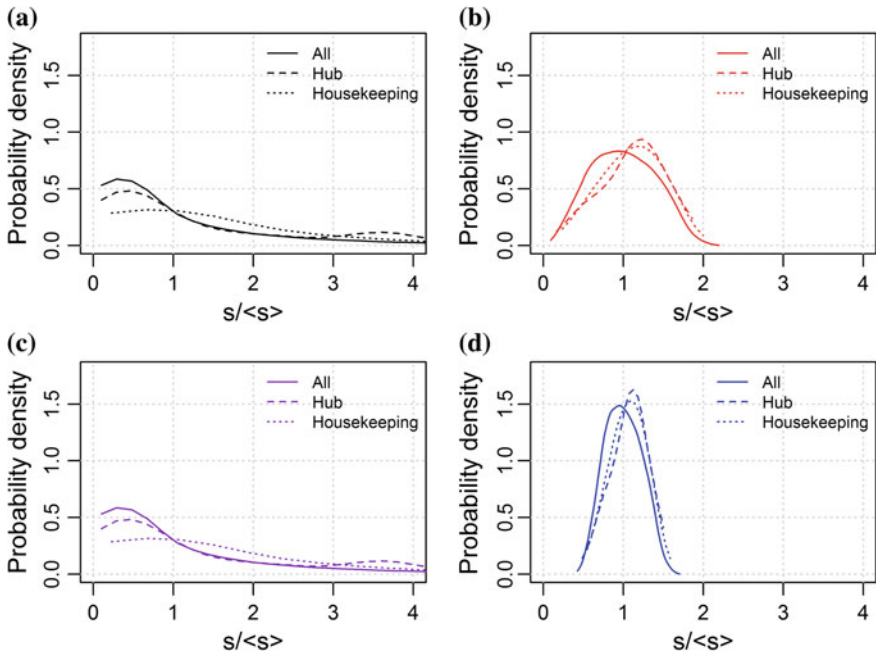 (a)
Probability density
0.0 0.5 1.0 1.5
All
Hub
Housekeeping
0 1 2 3 4
s/<s>
(b)
Probability density
0.0 0.5 1.0 1.5
All
Hub
Housekeeping
0 1 2 3 4
s/<s>
(c)
Probability density
0.0 0.5 1.0 1.5
All
Hub
Housekeeping
0 1 2 3 4
s/<s>
(d)
Probability density
0.0 0.5 1.0 1.5
All
Hub
Housekeeping
0 1 2 3 4
s/<s>